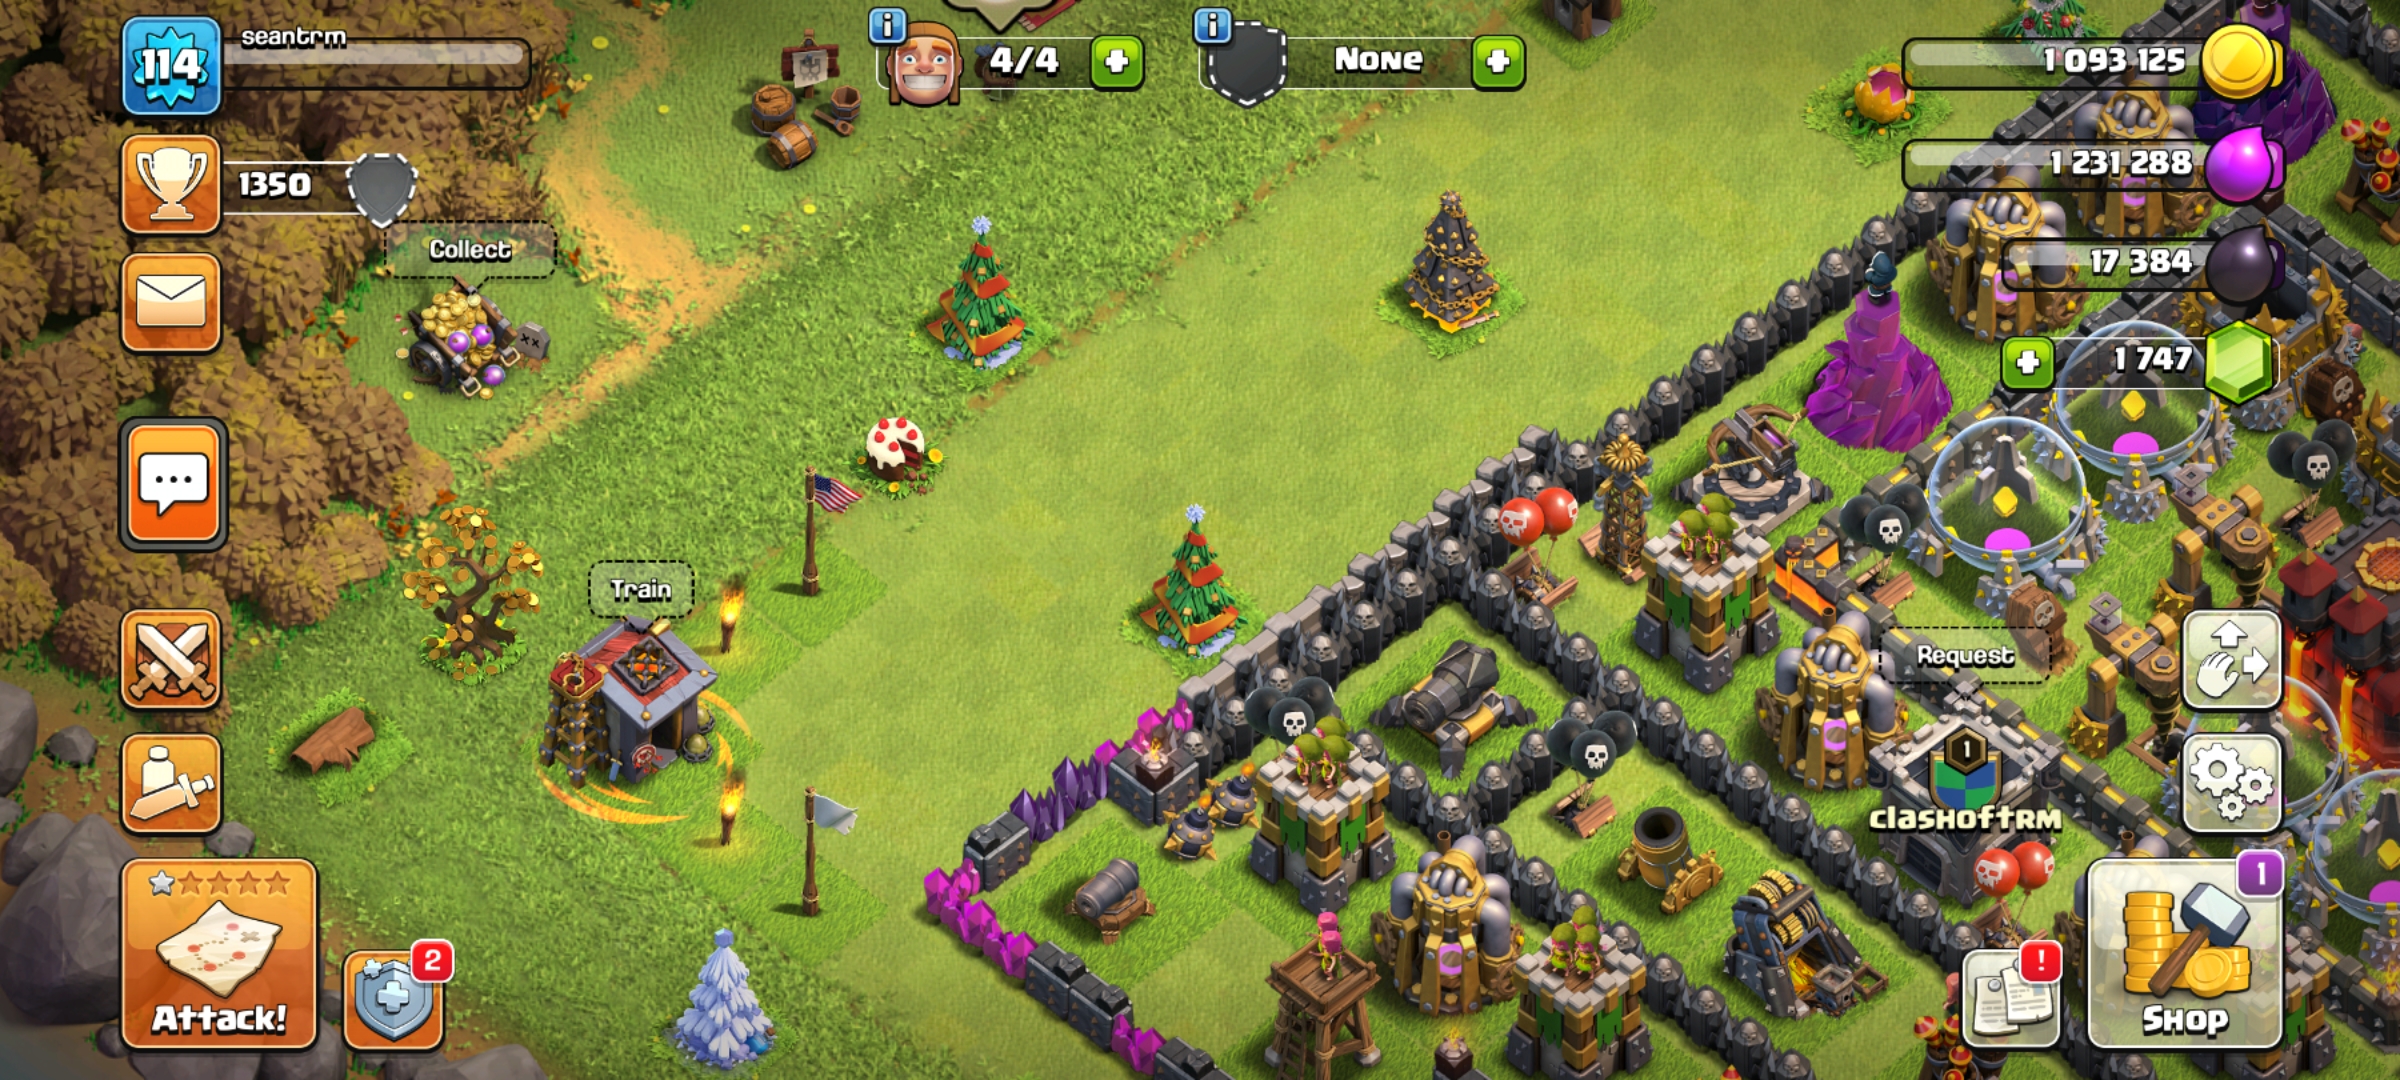 114
seantrm
4/4
None
1 093 125
1350
1 231 288
Collect
17 384
1 747
Train
Request
1
clashoftrm
1
2
!
Attack!
Shop